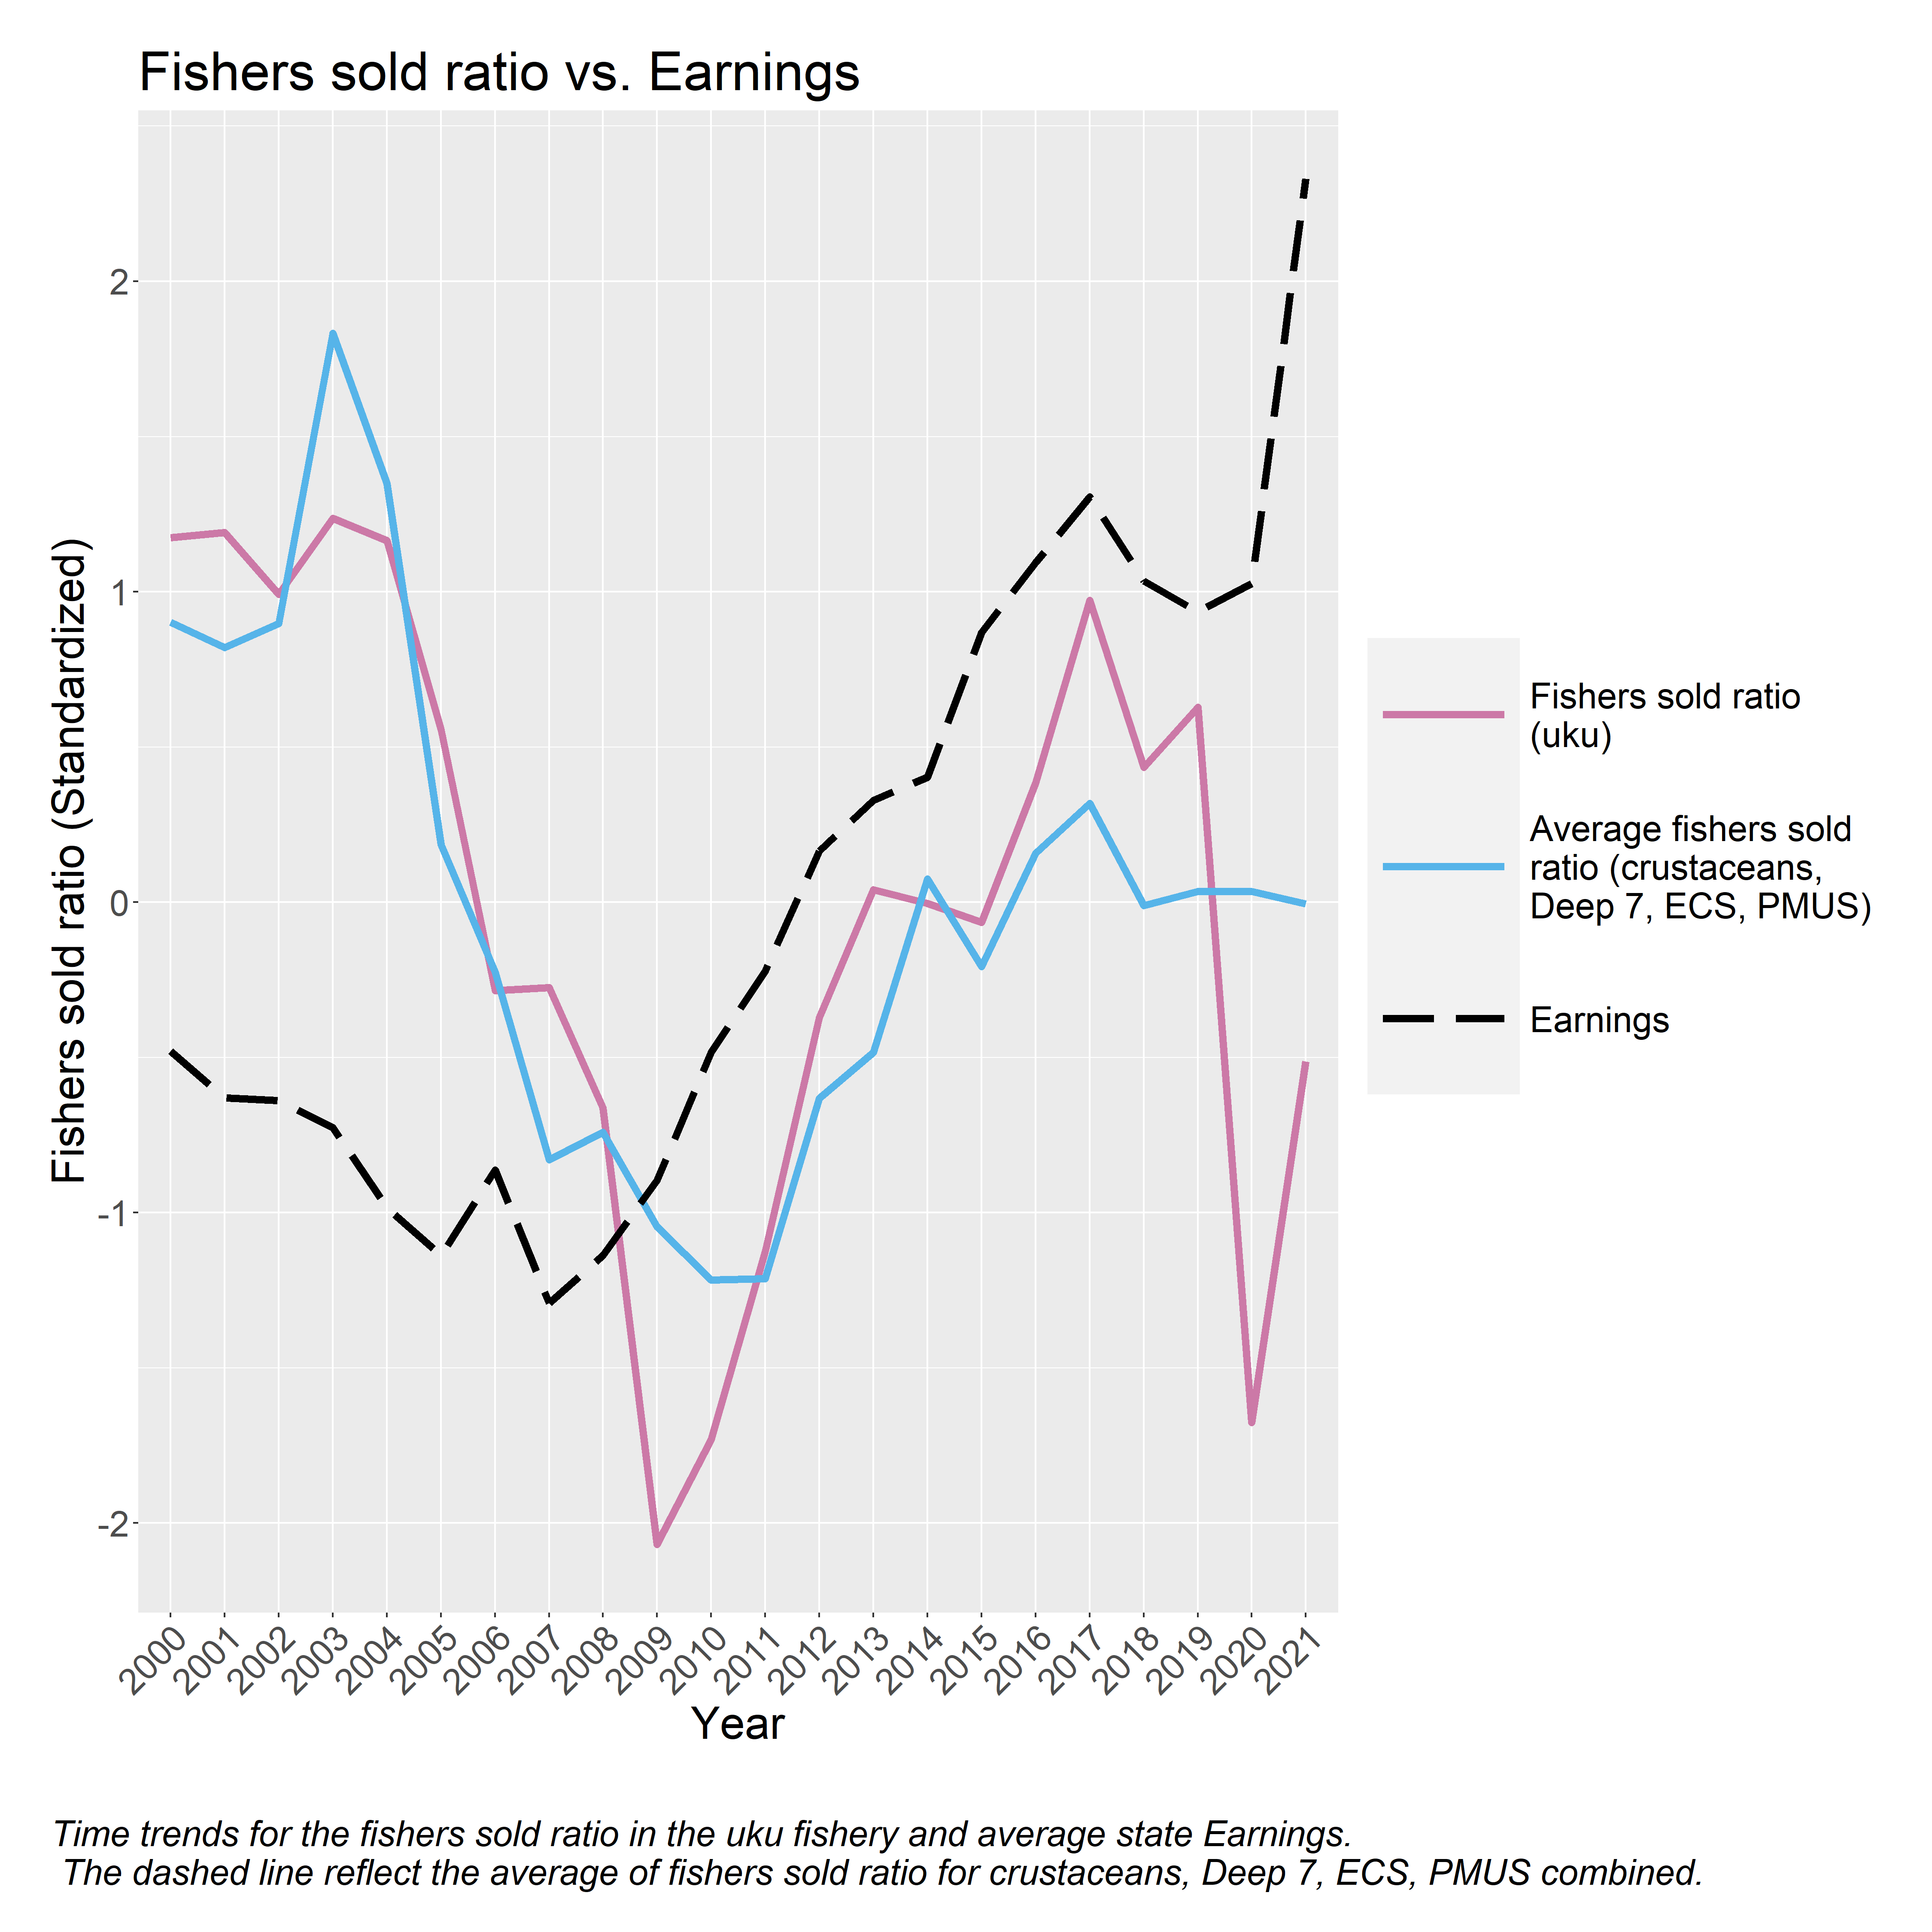 Fishers sold ratio vs. Earnings
Fishers sold ratio (Standardized)
2
1
0
-1
-2
2000
2001
2002
2003
2004
2005
2006
2007
2008
2009
2010
2011
2012
2013
2014
2015
2016
2017
2018
2019
2020
2021
Year
Fishers sold ratio
(uku)
Average fishers sold
ratio (crustaceans,
Deep 7, ECS, PMUS)
Earnings
Time trends for the fishers sold ratio in the uku fishery and average state Earnings.
The dashed line reflect the average of fishers sold ratio for crustaceans, Deep 7, ECS, PMUS combined.